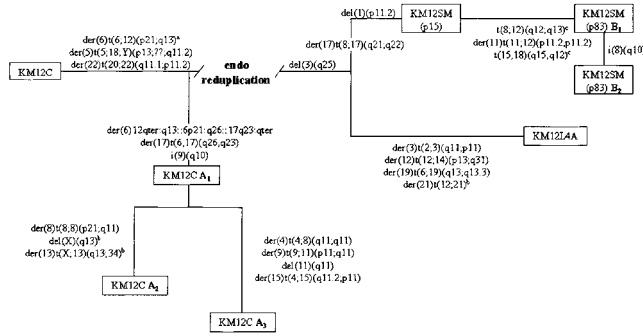 del(1)(p11.2)
KM12SM
(p15)
KM12SM
(p83) B₁
t(8;12)(q12;q13)ᶜ
der(11)t(11;12)(p11.2;p11.2)
t(15;18)(q15;q12)ᶜ
i(8)(q10)
KM12SM
(p83) B₂
der(6)t(6;12)(p21;q13)ᵃ
der(5)t(5;18;Y)(p13;??;q11.2)
der(22)t(20;22)(q11.1;p11.2)
KM12C
endo
reduplication
der(17)t(8;17)(q21;q22)
del(3)(q25)
der(6)12qter:q13::6p21:q26::17q23:qter
der(17)t(6;17)(q26;q23)
i(9)(q10)
KM12C A₁
KM12L4A
der(3)t(2;3)(q11;p11)
der(12)t(12;14)(p13;q31)
der(19)t(6;19)(q13;q13.3)
der(21)t(12;21)ᵇ
der(8)t(8;8)(p21;q11)
del(X)(q13)ᵇ
der(13)t(X;13)(q13;34)ᵇ
KM12C A₂
der(4)t(4;8)(q11;q11)
der(9)t(9;11)(p11;q11)
del(11)(q11)
der(15)t(4;15)(q11.2;p11)
KM12C A₃